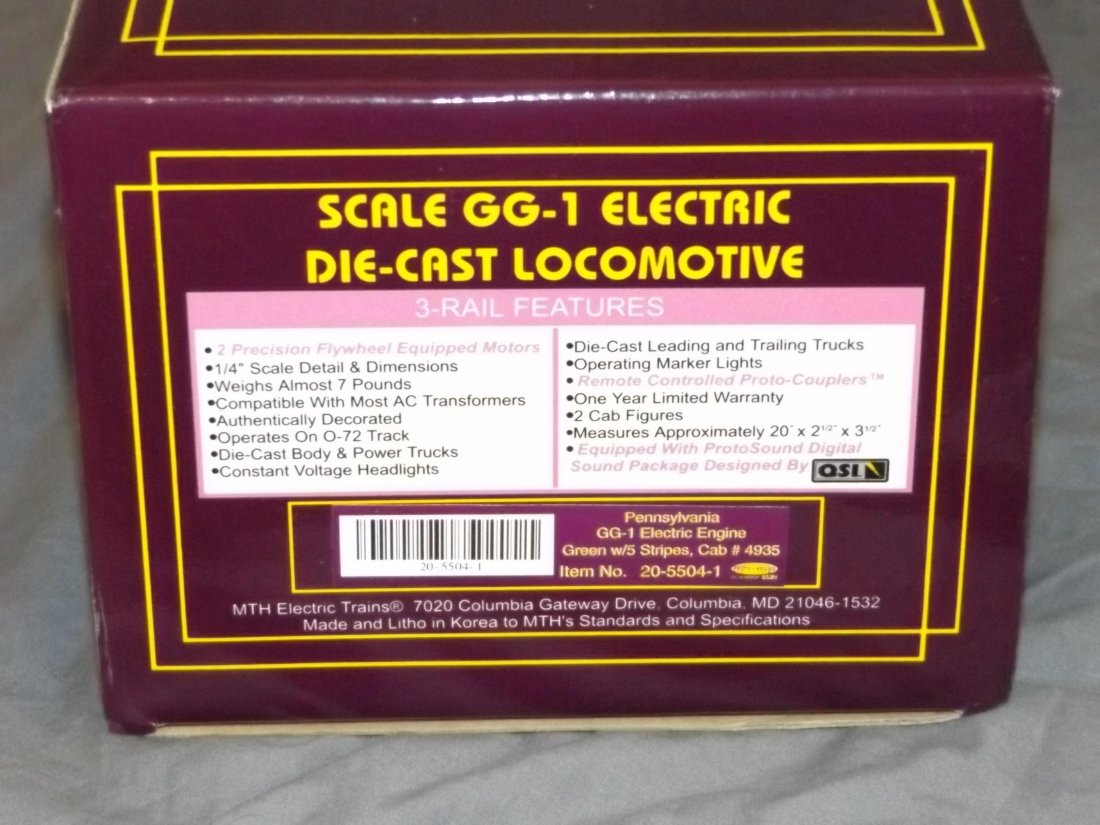 SCALE GG-1 ELECTRIC
DIE-CAST LOCOMOTIVE
3-RAIL FEATURES
•2 Precision Flywheel Equipped Motors
•1/4" Scale Detail & Dimensions
•Weighs Almost 7 Pounds
•Compatible With Most AC Transformers
•Authentically Decorated
•Operates On O-72 Track
•Die-Cast Body & Power Trucks
•Constant Voltage Headlights
•Die-Cast Leading and Trailing Trucks
•Operating Marker Lights
•Remote Controlled Proto-Couplers™
•One Year Limited Warranty
•2 Cab Figures
•Measures Approximately 20" x 2 1/2" x 3 1/2"
•Equipped With ProtoSound Digital
Sound Package Designed By QSI
20-5504-1
Pennsylvania
GG-1 Electric Engine
Green w/5 Stripes, Cab # 4935
Item No. 20-5504-1
MTH Electric Trains® 7020 Columbia Gateway Drive, Columbia, MD 21046-1532
Made and Litho in Korea to MTH's Standards and Specifications